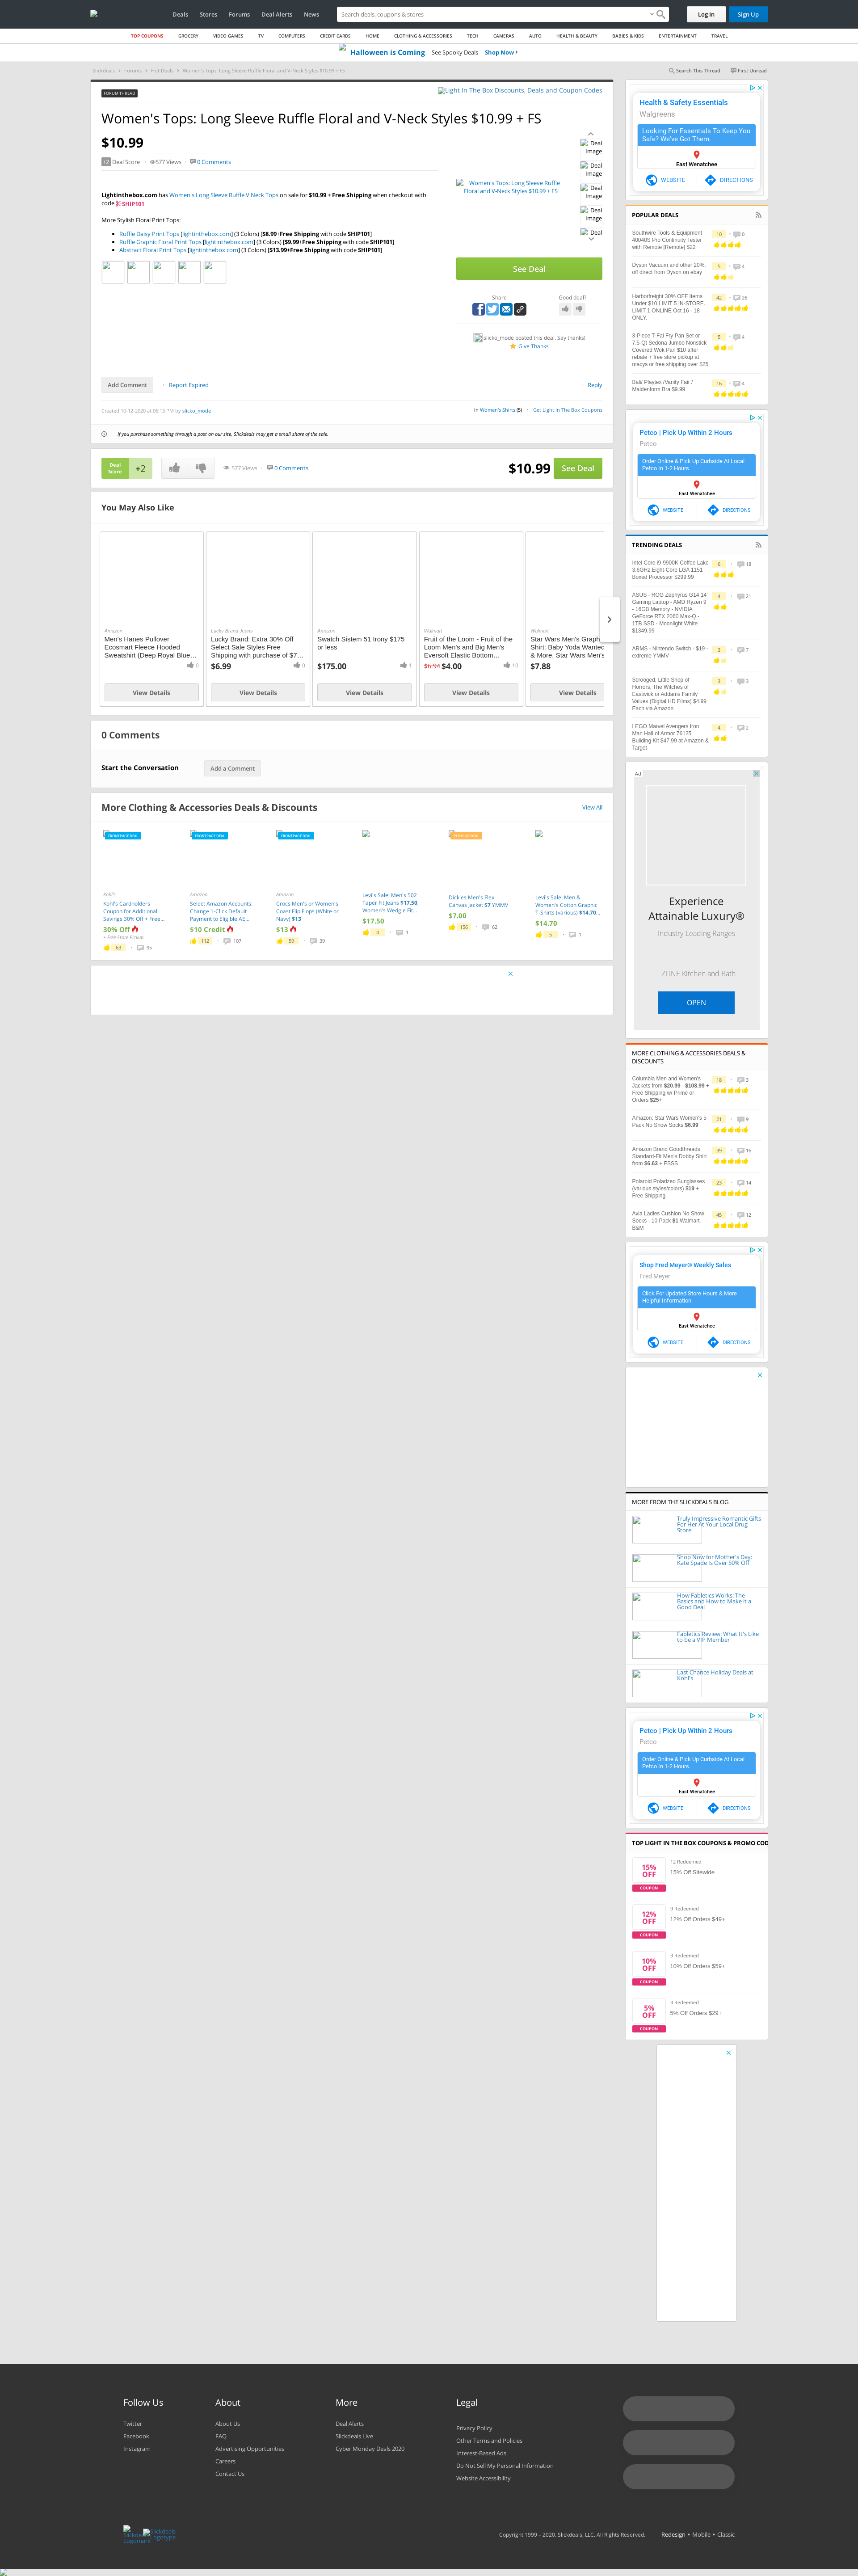 Deals
Stores
Forums
Deal Alerts
News
Search deals, coupons & stores
Log In
Sign Up
TOP COUPONS
GROCERY
VIDEO GAMES
TV
COMPUTERS
CREDIT CARDS
HOME
CLOTHING & ACCESSORIES
TECH
CAMERAS
AUTO
HEALTH & BEAUTY
BABIES & KIDS
ENTERTAINMENT
TRAVEL
Halloween is Coming See Spooky Deals Shop Now
Slickdeals Forums Hot Deals Women's Tops: Long Sleeve Ruffle Floral and V-Neck Styles $10.99 + FS
Search This Thread
First Unread
FORUM THREAD
Light In The Box Discounts, Deals and Coupon Codes
Women's Tops: Long Sleeve Ruffle Floral and V-Neck Styles $10.99 + FS
$10.99
+2 Deal Score
577 Views
0 Comments
Lightinthebox.com has Women's Long Sleeve Ruffle V Neck Tops on sale for $10.99 + Free Shipping when checkout with
code SHIP101
More Stylish Floral Print Tops:
Ruffle Daisy Print Tops [lightinthebox.com] (3 Colors) [$8.99+Free Shipping with code SHIP101]
Ruffle Graphic Floral Print Tops [lightinthebox.com] (3 Colors) [$9.99+Free Shipping with code SHIP101]
Abstract Floral Print Tops [lightinthebox.com] (3 Colors) [$13.99+Free Shipping with code SHIP101]
Women's Tops: Long Sleeve Ruffle
Floral and V-Neck Styles $10.99 + FS
Deal
Image
Deal
Image
Deal
Image
Deal
Image
Deal
See Deal
Share
Good deal?
slicko_mode posted this deal. Say thanks!
Give Thanks
Add Comment
Report Expired
Reply
Created 10-12-2020 at 06:13 PM by slicko_mode
in Women's Shirts (5)
Get Light In The Box Coupons
If you purchase something through a post on our site, Slickdeals may get a small share of the sale.
Deal
Score
+2
577 Views
0 Comments
$10.99
See Deal
You May Also Like
Amazon
Men's Hanes Pullover
Ecosmart Fleece Hooded
Sweatshirt (Deep Royal Blue…
0
View Details
Lucky Brand Jeans
Lucky Brand: Extra 30% Off
Select Sale Styles Free
Shipping with purchase of $7…
$6.99
0
View Details
Amazon
Swatch Sistem 51 Irony $175
or less
$175.00
1
View Details
Walmart
Fruit of the Loom - Fruit of the
Loom Men's and Big Men's
Eversoft Elastic Bottom…
$6.94 $4.00
10
View Details
Walmart
Star Wars Men's Graph
Shirt: Baby Yoda Wanted
& More, Star Wars Men's
$7.88
View Details
0 Comments
Start the Conversation
Add a Comment
More Clothing & Accessories Deals & Discounts
View All
FRONTPAGE DEAL
Kohl's
Kohl's Cardholders
Coupon for Additional
Savings 30% Off + Free…
30% Off
+ Free Store Pickup
63
95
FRONTPAGE DEAL
Amazon
Select Amazon Accounts:
Change 1-Click Default
Payment to Eligible AE…
$10 Credit
112
107
FRONTPAGE DEAL
Amazon
Crocs Men's or Women's
Coast Flip Flops (White or
Navy) $13
$13
59
39
Levi's Sale: Men's 502
Taper Fit Jeans $17.50,
Women's Wedgie Fit…
$17.50
4
1
POPULAR DEAL
Dickies Men's Flex
Canvas Jacket $7 YMMV
$7.00
156
62
Levi's Sale: Men &
Women's Cotton Graphic
T-Shirts (various) $14.70…
$14.70
5
1
Health & Safety Essentials
Walgreens
Looking For Essentials To Keep You
Safe? We've Got Them.
East Wenatchee
WEBSITE
DIRECTIONS
POPULAR DEALS
Southwire Tools & Equipment
40040S Pro Continuity Tester
with Remote [Remote] $22
10
0
Dyson Vacuum and other 20%,
off direct from Dyson on ebay
5
4
Harborfreight 30% OFF Items
Under $10 LIMIT 5 IN-STORE,
LIMIT 1 ONLINE Oct 16 - 18
ONLY.
42
26
3-Piece T-Fal Fry Pan Set or
7.5-Qt Sedona Jumbo Nonstick
Covered Wok Pan $10 after
rebate + free store pickup at
macys or free shipping over $25
5
4
Bali/ Playtex /Vanity Fair /
Maidenform Bra $9.99
16
4
Petco | Pick Up Within 2 Hours
Petco
Order Online & Pick Up Curbside At Local
Petco In 1-2 Hours.
East Wenatchee
WEBSITE
DIRECTIONS
TRENDING DEALS
Intel Core i9-9900K Coffee Lake
3.6GHz Eight-Core LGA 1151
Boxed Processor $299.99
6
18
ASUS - ROG Zephyrus G14 14"
Gaming Laptop - AMD Ryzen 9
- 16GB Memory - NVIDIA
GeForce RTX 2060 Max-Q -
1TB SSD - Moonlight White
$1349.99
4
21
ARMS - Nintendo Switch - $19 -
extreme YMMV
3
7
Scrooged, Little Shop of
Horrors, The Witches of
Eastwick or Addams Family
Values (Digital HD Films) $4.99
Each via Amazon
3
3
LEGO Marvel Avengers Iron
Man Hall of Armor 76125
Building Kit $47.99 at Amazon &
Target
4
2
Ad
Experience
Attainable Luxury®
Industry-Leading Ranges
ZLINE Kitchen and Bath
OPEN
MORE CLOTHING & ACCESSORIES DEALS &
DISCOUNTS
Columbia Men and Women's
Jackets from $20.99 - $108.99 +
Free Shipping w/ Prime or
Orders $25+
18
3
Amazon: Star Wars Women's 5
Pack No Show Socks $6.99
21
9
Amazon Brand Goodthreads
Standard-Fit Men's Dobby Shirt
from $6.63 + FSSS
39
16
Polaroid Polarized Sunglasses
(various styles/colors) $19 +
Free Shipping
23
14
Avia Ladies Cushion No Show
Socks - 10 Pack $1 Walmart
B&M
45
12
Shop Fred Meyer® Weekly Sales
Fred Meyer
Click For Updated Store Hours & More
Helpful Information.
East Wenatchee
WEBSITE
DIRECTIONS
MORE FROM THE SLICKDEALS BLOG
Truly Impressive Romantic Gifts
For Her At Your Local Drug
Store
Shop Now for Mother's Day:
Kate Spade Is Over 50% Off
How Fabletics Works: The
Basics and How to Make it a
Good Deal
Fabletics Review: What It's Like
to be a VIP Member
Last Chance Holiday Deals at
Kohl's
Petco | Pick Up Within 2 Hours
Petco
Order Online & Pick Up Curbside At Local
Petco In 1-2 Hours.
East Wenatchee
WEBSITE
DIRECTIONS
TOP LIGHT IN THE BOX COUPONS & PROMO COD
15%
OFF
COUPON
12 Redeemed
15% Off Sitewide
12%
OFF
COUPON
9 Redeemed
12% Off Orders $49+
10%
OFF
COUPON
3 Redeemed
10% Off Orders $59+
5%
OFF
COUPON
3 Redeemed
5% Off Orders $29+
Follow Us
Twitter
Facebook
Instagram
About
About Us
FAQ
Advertising Opportunities
Careers
Contact Us
More
Deal Alerts
Slickdeals Live
Cyber Monday Deals 2020
Legal
Privacy Policy
Other Terms and Policies
Interest-Based Ads
Do Not Sell My Personal Information
Website Accessibility
Slickdeals
Logomark
Slickdeals
Logotype
Copyright 1999 – 2020. Slickdeals, LLC. All Rights Reserved.
Redesign • Mobile • Classic